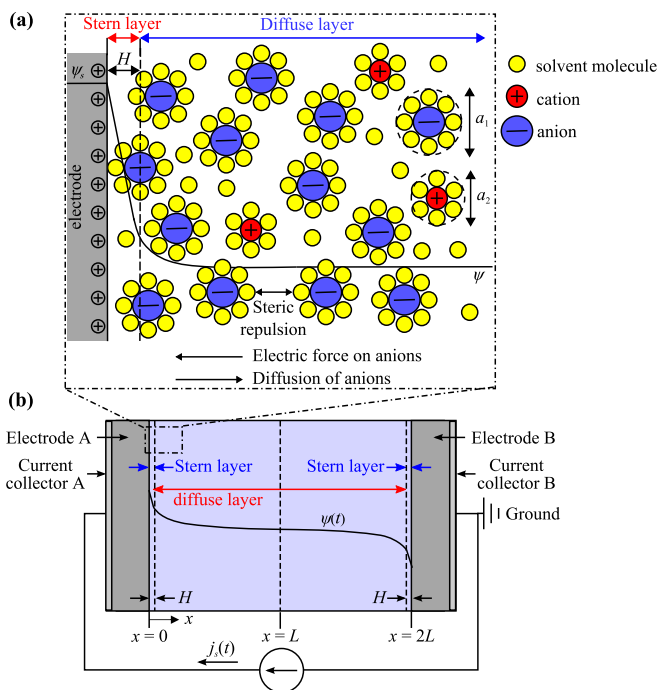 (a)
Stern layer
Diffuse layer
H
ψs
solvent molecule
cation
anion
a1
a2
electrode
ψ
Steric
repulsion
Electric force on anions
Diffusion of anions
(b)
Electrode A
Electrode B
Current
collector A
Stern layer
Stern layer
Current
collector B
diffuse layer
ψ(t)
Ground
H
H
x
x = 0
x = L
x = 2L
js(t)